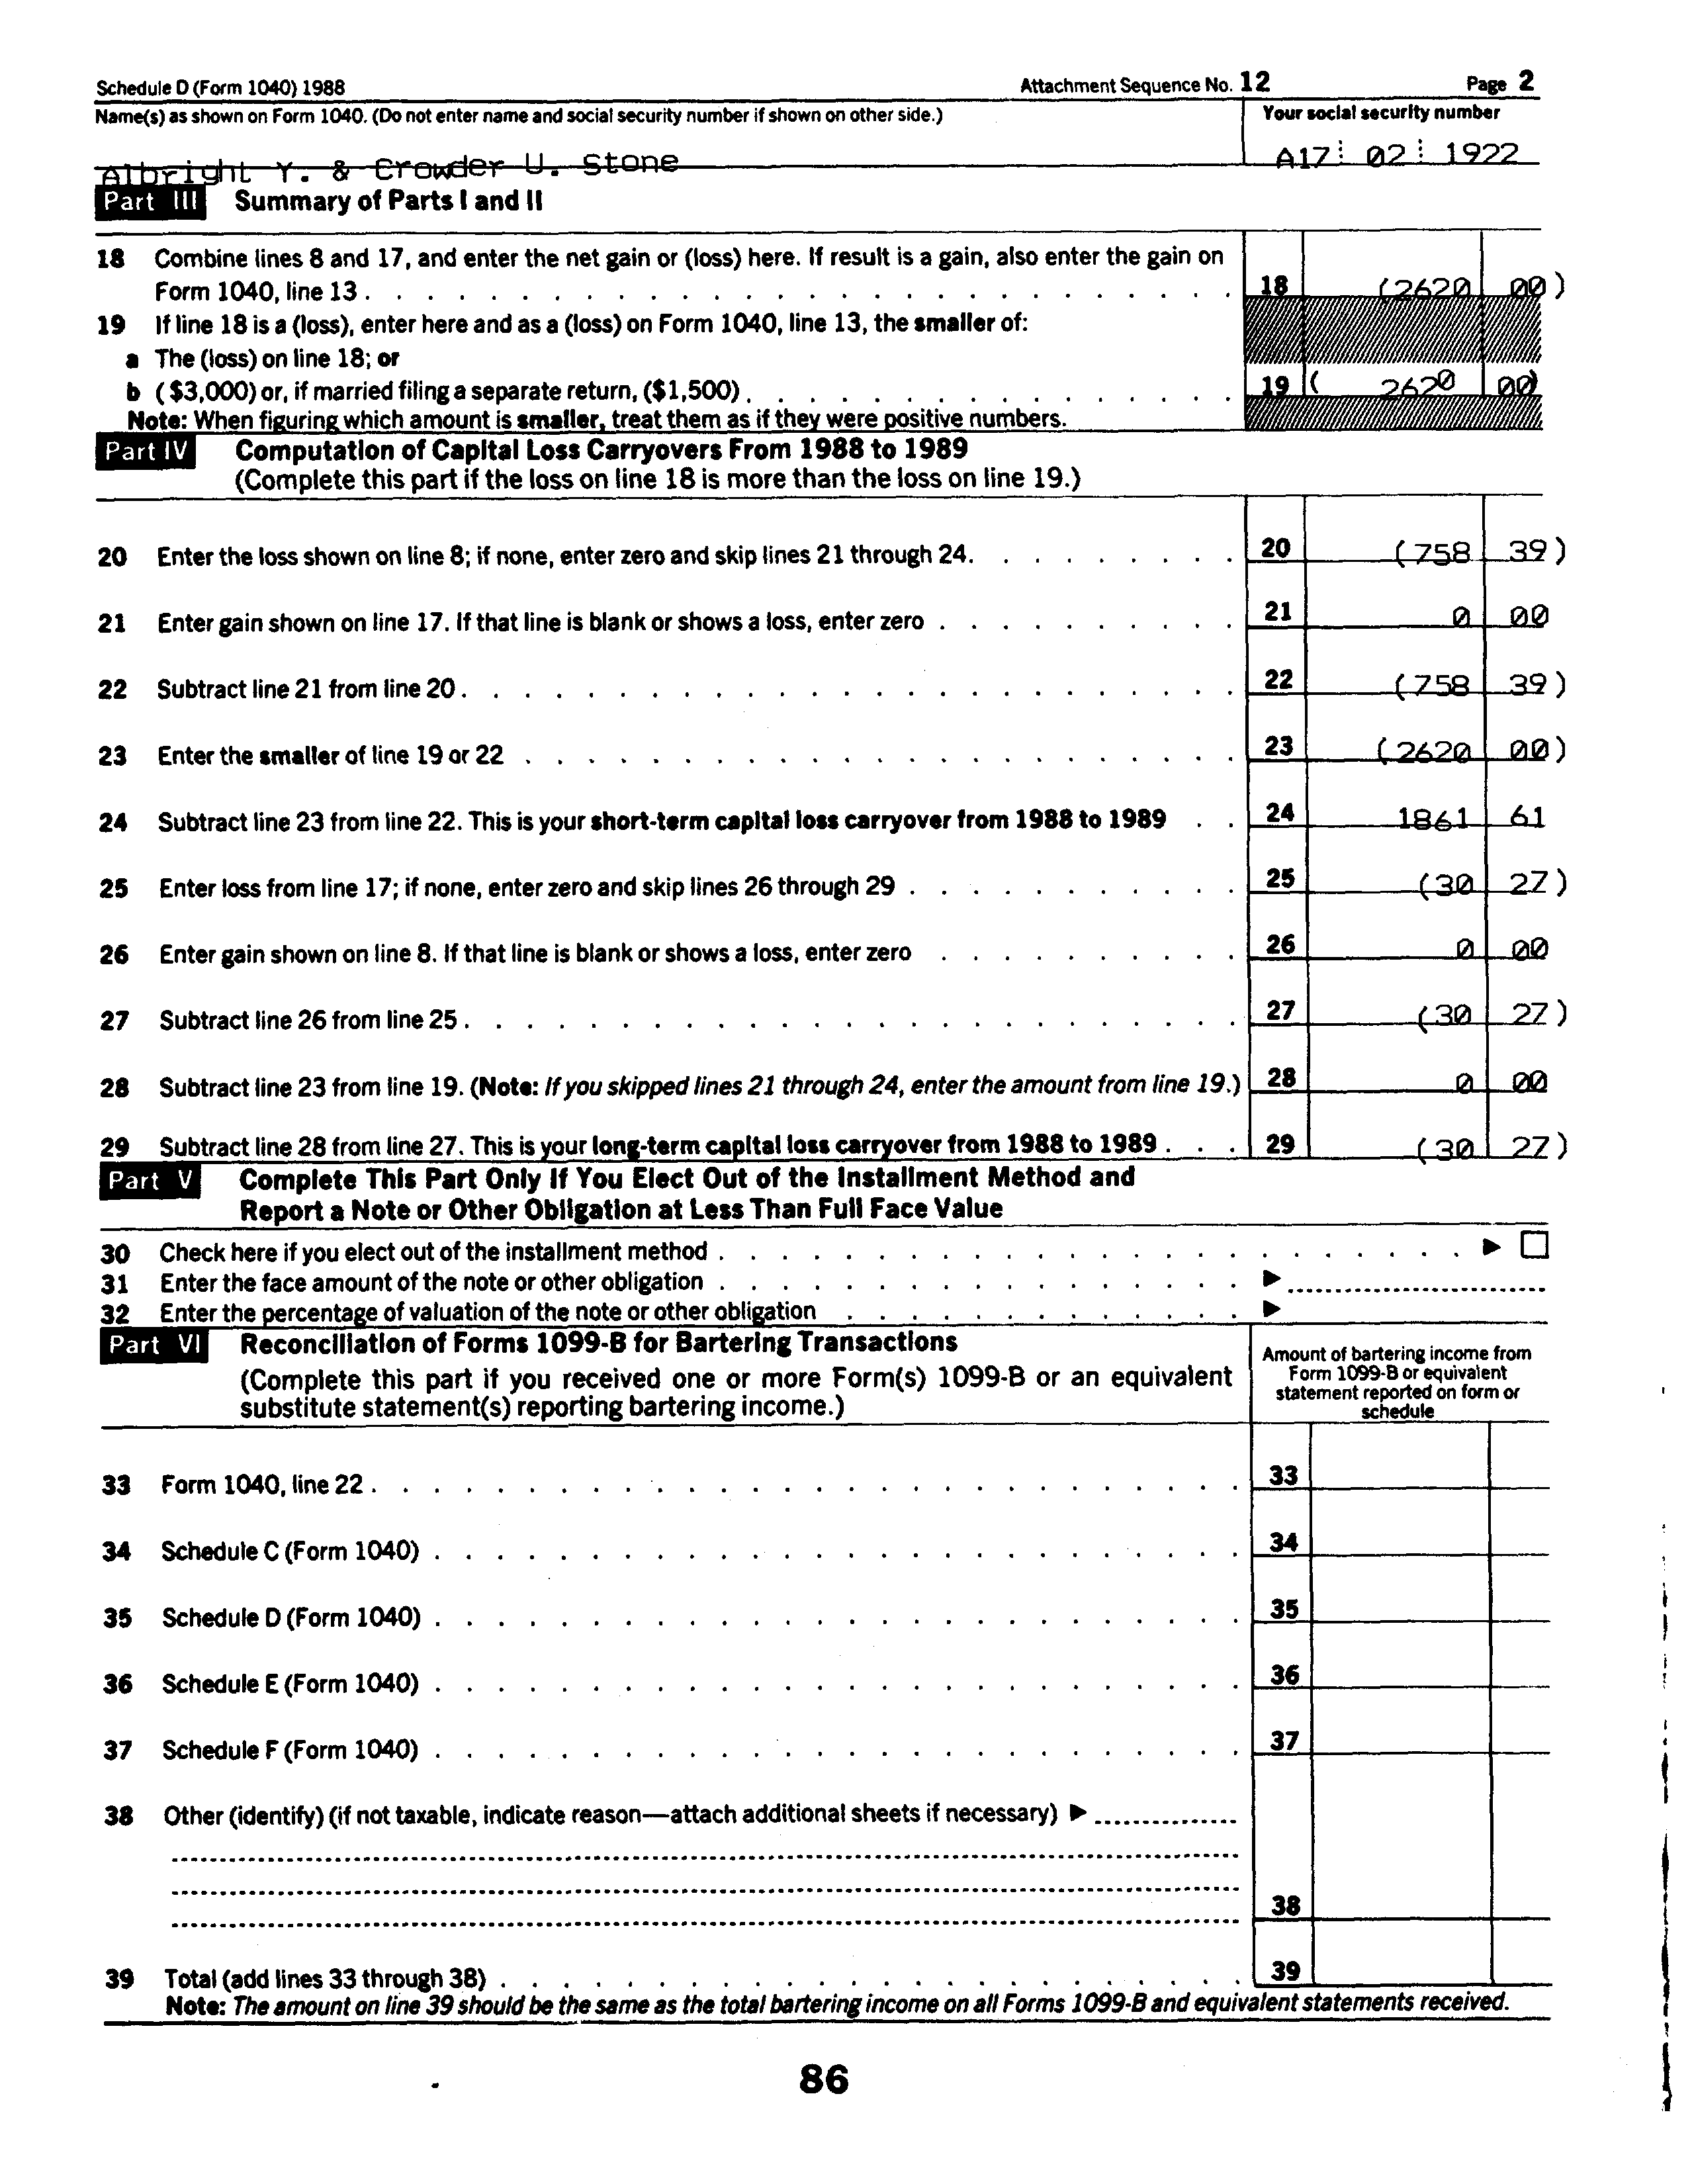 Schedule D (Form 1040) 1988 Attachment Sequence No. 12 Page 2
Name(s) as shown on Form 1040. (Do not enter name and social security number if shown on other side.) Your social security number
Albright Y. & Crowder U. Stone A17 02 1922
Part III Summary of Parts I and II
18 Combine lines 8 and 17, and enter the net gain or (loss) here. If result is a gain, also enter the gain on
Form 1040, line 13 . . . 18 (2620 00)
19 If line 18 is a (loss), enter here and as a (loss) on Form 1040, line 13, the smaller of:
a The (loss) on line 18; or
b ($3,000) or, if married filing a separate return, ($1,500) . . . 19 ( 2620 00)
Note: When figuring which amount is smaller, treat them as if they were positive numbers.
Part IV Computation of Capital Loss Carryovers From 1988 to 1989
(Complete this part if the loss on line 18 is more than the loss on line 19.)
20 Enter the loss shown on line 8; if none, enter zero and skip lines 21 through 24. . . . 20 (758 39)
21 Enter gain shown on line 17. If that line is blank or shows a loss, enter zero . . . 21 0 00
22 Subtract line 21 from line 20 . . . 22 (758 39)
23 Enter the smaller of line 19 or 22 . . . 23 (2620 00)
24 Subtract line 23 from line 22. This is your short-term capital loss carryover from 1988 to 1989 . . 24 1861 61
25 Enter loss from line 17; if none, enter zero and skip lines 26 through 29 . . . 25 (30 27)
26 Enter gain shown on line 8. If that line is blank or shows a loss, enter zero . . . 26 0 00
27 Subtract line 26 from line 25 . . . 27 (30 27)
28 Subtract line 23 from line 19. (Note: If you skipped lines 21 through 24, enter the amount from line 19.) 28 0 00
29 Subtract line 28 from line 27. This is your long-term capital loss carryover from 1988 to 1989 . . . 29 (30 27)
Part V Complete This Part Only If You Elect Out of the Installment Method and
Report a Note or Other Obligation at Less Than Full Face Value
30 Check here if you elect out of the installment method . . . ▶ □
31 Enter the face amount of the note or other obligation . . . ▶
32 Enter the percentage of valuation of the note or other obligation . . . ▶
Part VI Reconciliation of Forms 1099-B for Bartering Transactions
(Complete this part if you received one or more Form(s) 1099-B or an equivalent
substitute statement(s) reporting bartering income.)
Amount of bartering income from
Form 1099-B or equivalent
statement reported on form or
schedule
33 Form 1040, line 22 . . . 33
34 Schedule C (Form 1040) . . . 34
35 Schedule D (Form 1040) . . . 35
36 Schedule E (Form 1040) . . . 36
37 Schedule F (Form 1040) . . . 37
38 Other (identify) (if not taxable, indicate reason—attach additional sheets if necessary) ▶
38
39 Total (add lines 33 through 38) . . . 39
Note: The amount on line 39 should be the same as the total bartering income on all Forms 1099-B and equivalent statements received.
86